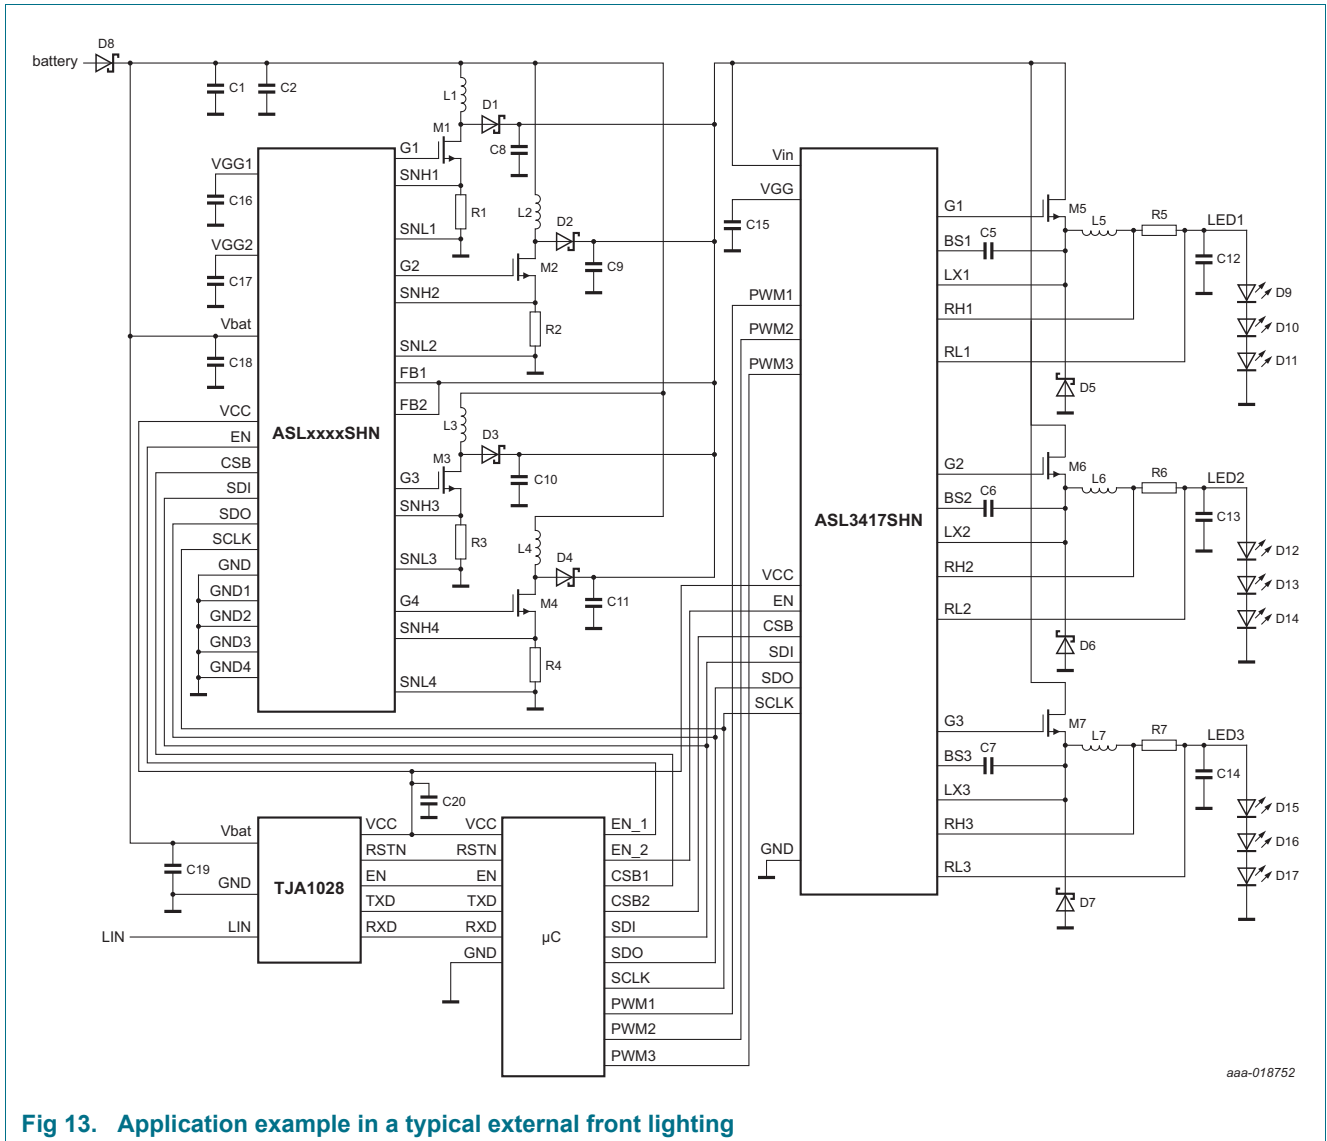 D8
battery
C1
C2
L1
D1
M1
C8
G1
SNH1
R1
SNL1
VGG1
C16
VGG2
C17
Vbat
C18
L2
D2
G2
M2
C9
SNH2
R2
SNL2
FB1
FB2
VCC
EN
CSB
SDI
SDO
SCLK
GND
GND1
GND2
GND3
GND4
ASLxxxxSHN
L3
D3
M3
C10
G3
SNH3
R3
SNL3
L4
D4
G4
M4
C11
SNH4
R4
SNL4
Vin
VGG
C15
PWM1
PWM2
PWM3
VCC
EN
CSB
SDI
SDO
SCLK
GND
ASL3417SHN
G1
M5
L5
R5
LED1
BS1
C5
C12
LX1
RH1
RL1
D5
D9
D10
D11
G2
M6
L6
R6
LED2
BS2
C6
C13
LX2
RH2
RL2
D6
D12
D13
D14
G3
M7
L7
R7
LED3
BS3
C7
C14
LX3
RH3
RL3
D7
D15
D16
D17
C20
Vbat
C19
GND
LIN
LIN
TJA1028
VCC
RSTN
EN
TXD
RXD
VCC
RSTN
EN
TXD
RXD
GND
µC
EN_1
EN_2
CSB1
CSB2
SDI
SDO
SCLK
PWM1
PWM2
PWM3
aaa-018752
Fig 13. Application example in a typical external front lighting